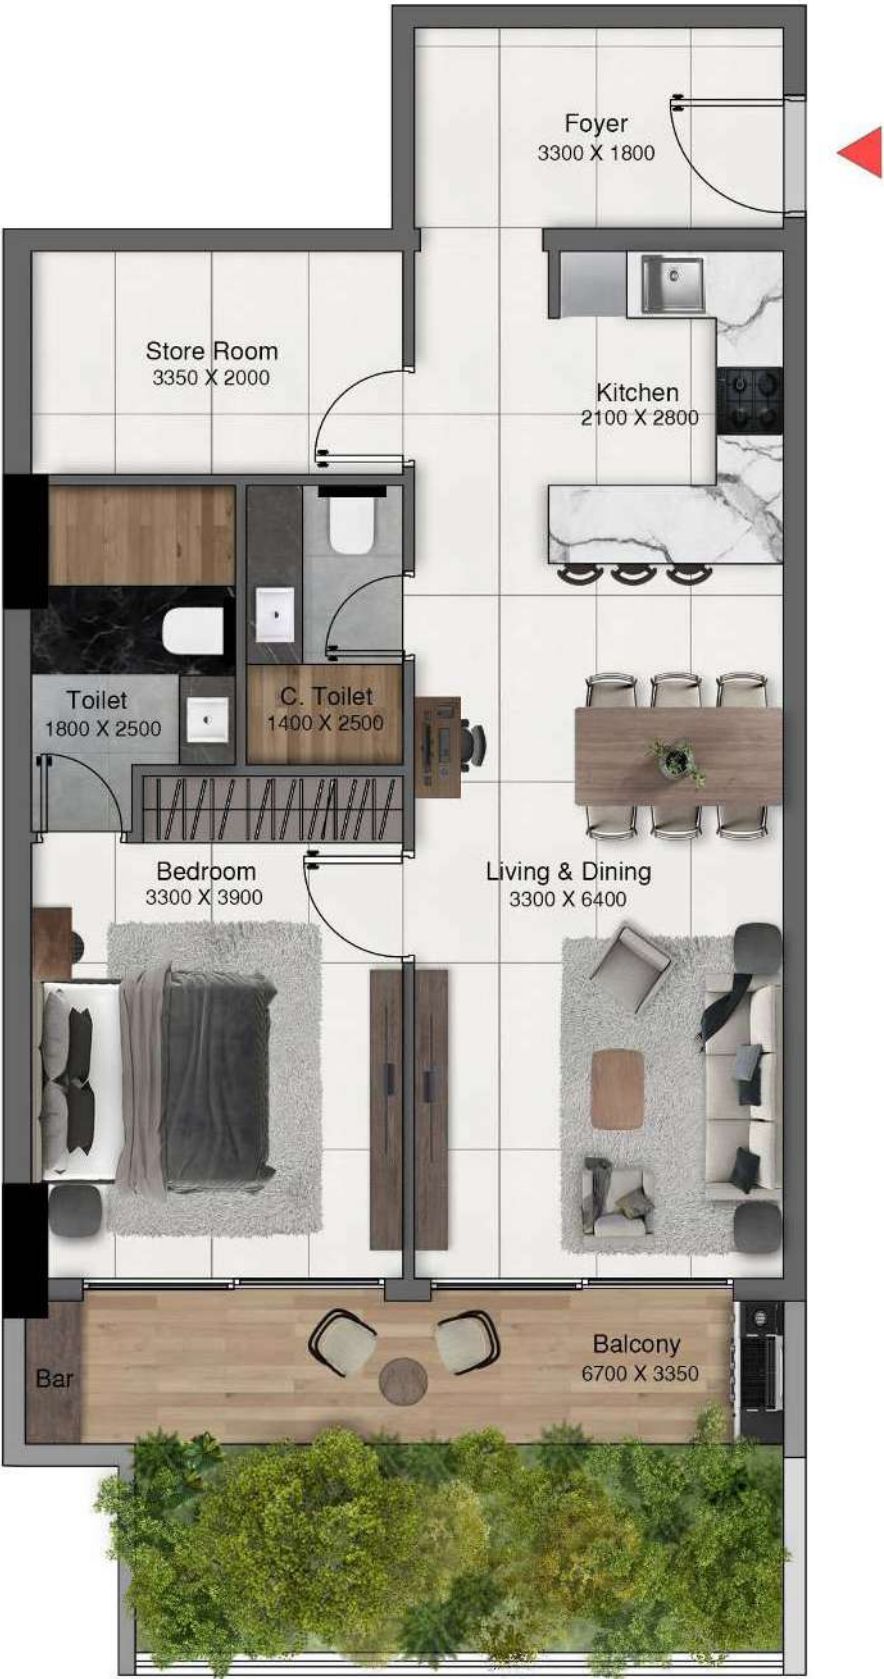 Foyer
3300 X 1800
Store Room
3350 X 2000
Kitchen
2100 X 2800
Toilet
1800 X 2500
C. Toilet
1400 X 2500
Bedroom
3300 X 3900
Living & Dining
3300 X 6400
Balcony
6700 X 3350
Bar